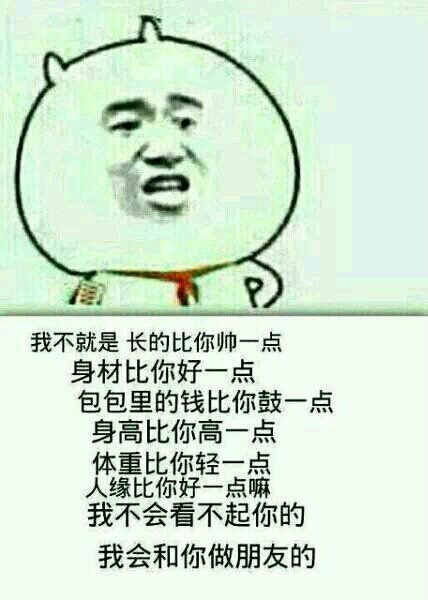 我不就是 长的比你帅一点
身材比你好一点
包包里的钱比你鼓一点
身高比你高一点
体重比你轻一点
人缘比你好一点嘛
我不会看不起你的
我会和你做朋友的